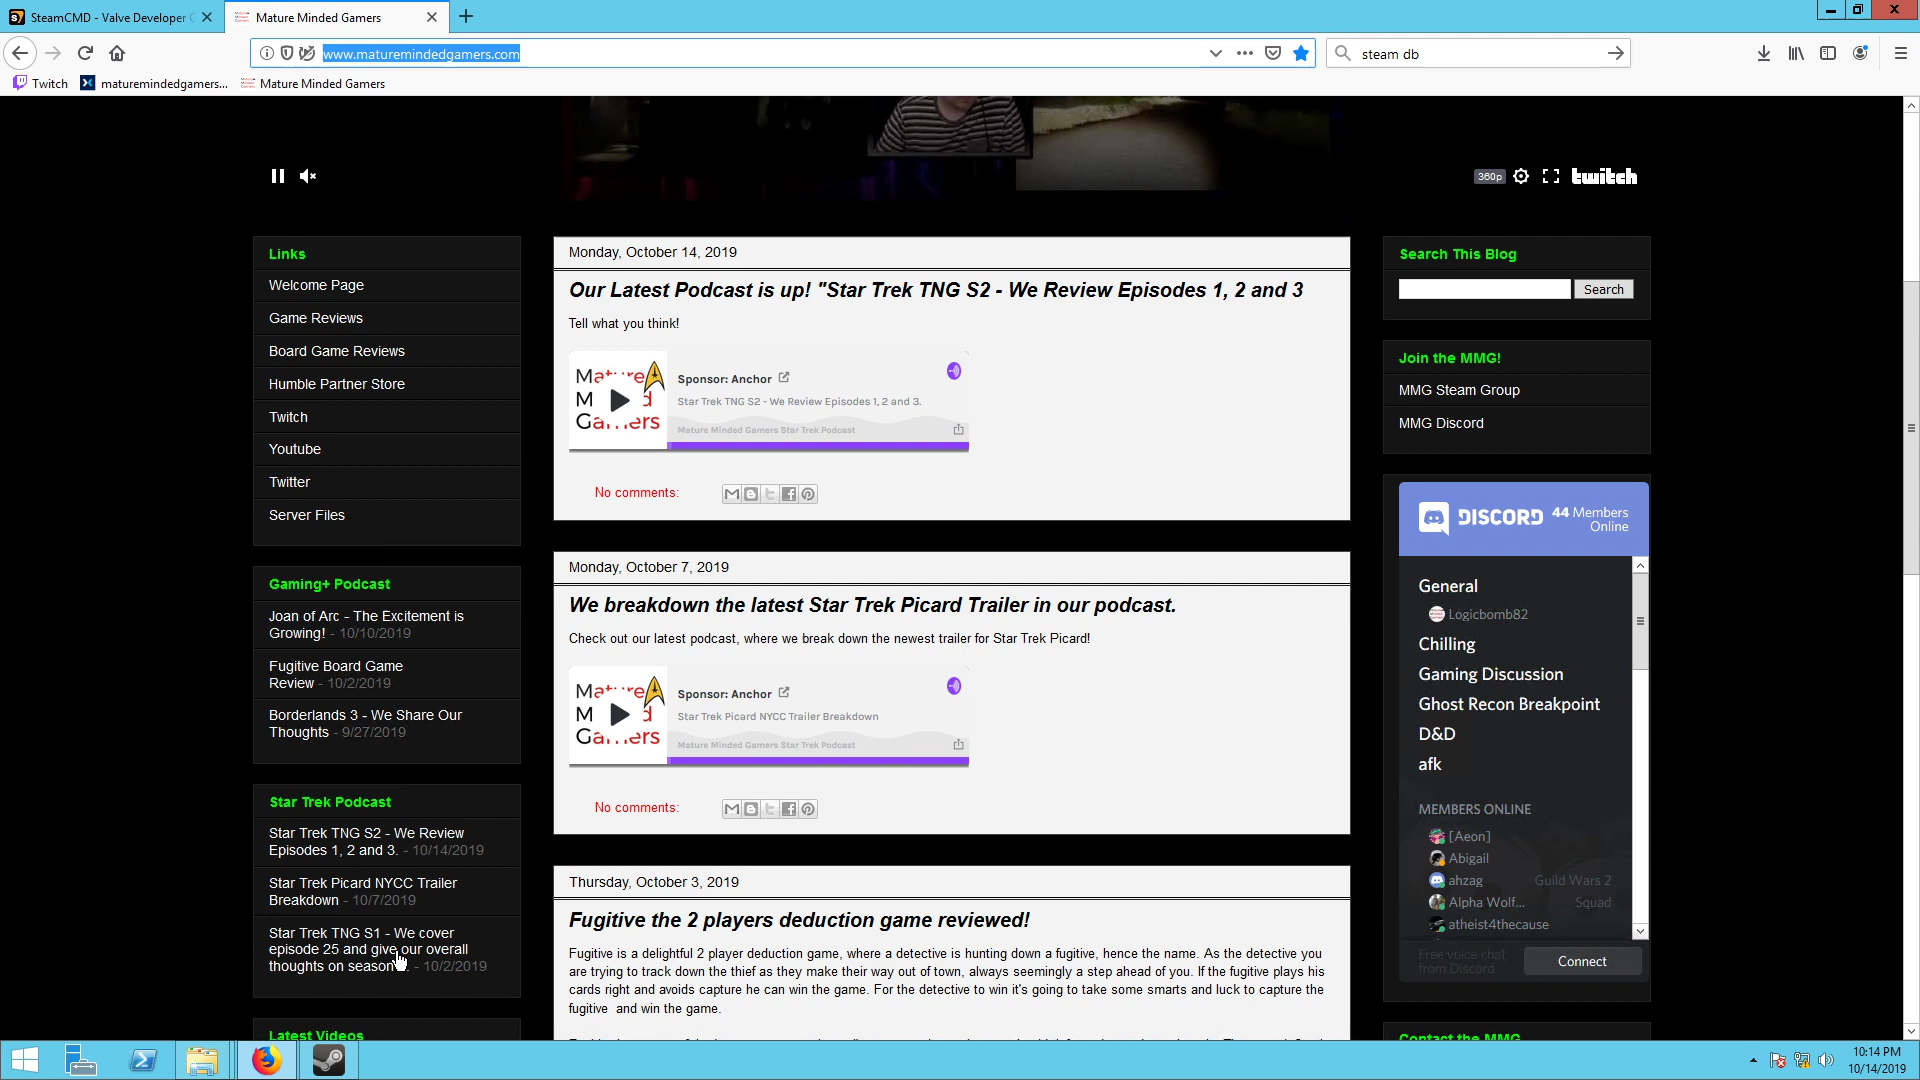 SteamCMD - Valve Developer
Mature Minded Gamers
www.maturemindedgamers.com
steam db
Twitch
maturemindedgamers...
Mature Minded Gamers
360p
twitch
Links
Welcome Page
Game Reviews
Board Game Reviews
Humble Partner Store
Twitch
Youtube
Twitter
Server Files
Gaming+ Podcast
Joan of Arc - The Excitement is
Growing! - 10/10/2019
Fugitive Board Game
Review - 10/2/2019
Borderlands 3 - We Share Our
Thoughts - 9/27/2019
Star Trek Podcast
Star Trek TNG S2 - We Review
Episodes 1, 2 and 3. - 10/14/2019
Star Trek Picard NYCC Trailer
Breakdown - 10/7/2019
Star Trek TNG S1 - We cover
episode 25 and give our overall
thoughts on season - 10/2/2019
Latest Videos
Monday, October 14, 2019
Our Latest Podcast is up! "Star Trek TNG S2 - We Review Episodes 1, 2 and 3
Tell what you think!
Sponsor: Anchor
Star Trek TNG S2 - We Review Episodes 1, 2 and 3.
Mature Minded Gamers Star Trek Podcast
No comments:
Monday, October 7, 2019
We breakdown the latest Star Trek Picard Trailer in our podcast.
Check out our latest podcast, where we break down the newest trailer for Star Trek Picard!
Sponsor: Anchor
Star Trek Picard NYCC Trailer Breakdown
Mature Minded Gamers Star Trek Podcast
No comments:
Thursday, October 3, 2019
Fugitive the 2 players deduction game reviewed!
Fugitive is a delightful 2 player deduction game, where a detective is hunting down a fugitive, hence the name. As the detective you
are trying to track down the thief as they make their way out of town, always seemingly a step ahead of you. If the fugitive plays his
cards right and avoids capture he can win the game. For the detective to win it's going to take some smarts and luck to capture the
fugitive and win the game.
Search This Blog
Search
Join the MMG!
MMG Steam Group
MMG Discord
DISCORD
44 Members
Online
General
Logicbomb82
Chilling
Gaming Discussion
Ghost Recon Breakpoint
D&D
afk
MEMBERS ONLINE
[Aeon]
Abigail
ahzag Guild Wars 2
Alpha Wolf... Squad
atheist4thecause
Free voice chat
from Discord
Connect
Contact the MMG
10:14 PM
10/14/2019